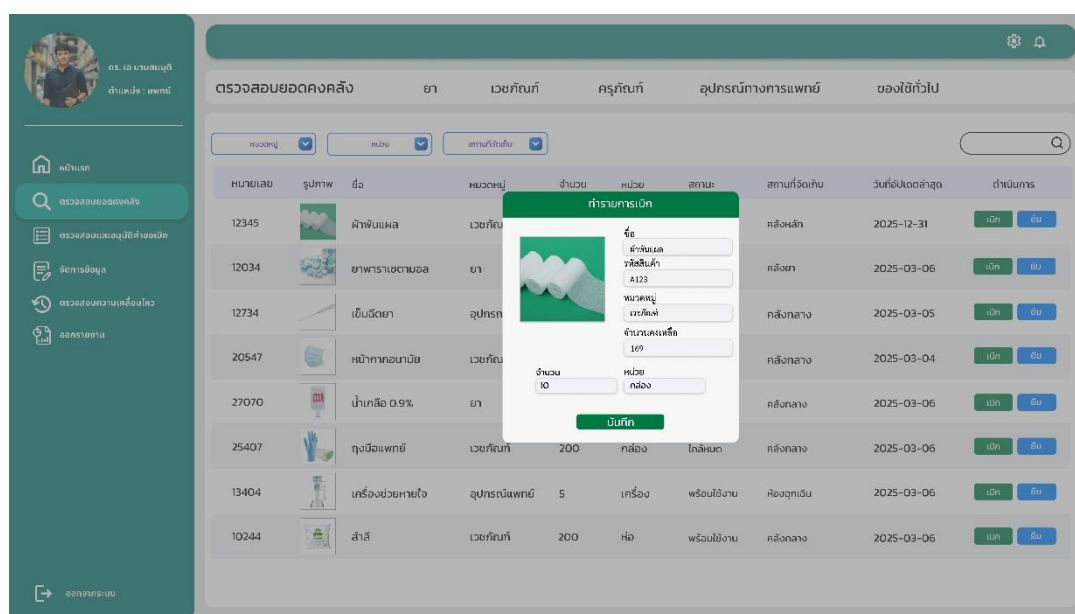 ดร. เอ นามสมมุติ
ตำแหน่ง : แพทย์
หน้าแรก
ตรวจสอบยอดคงคลัง
ตรวจสอบและอนุมัติคำขอเบิก
จัดการข้อมูล
ตรวจสอบความเคลื่อนไหว
ออกรายงาน
ออกจากระบบ
ตรวจสอบยอดคงคลัง ยา เวชภัณฑ์ ครุภัณฑ์ อุปกรณ์ทางการแพทย์ ของใช้ทั่วไป
หมวดหมู่ หน่วย สถานที่จัดเก็บ
หมายเลข รูปภาพ ชื่อ หมวดหมู่ จำนวน หน่วย สถานะ สถานที่จัดเก็บ วันที่อัปเดตล่าสุด ดำเนินการ
12345 ผ้าพันแผล เวชภัณ คลังหลัก 2025-12-31 เบิก ยืม
12034 ยาพาราเซตามอล ยา คลังยา 2025-03-06 เบิก ยืม
12734 เข็มฉีดยา อุปกรณ คลังกลาง 2025-03-05 เบิก ยืม
20547 หน้ากากอนามัย เวชภัณ คลังกลาง 2025-03-04 เบิก ยืม
27070 น้ำเกลือ 0.9% ยา คลังกลาง 2025-03-06 เบิก ยืม
25407 ถุงมือแพทย์ เวชภัณฑ์ 200 กล่อง ใกล้หมด คลังกลาง 2025-03-06 เบิก ยืม
13404 เครื่องช่วยหายใจ อุปกรณ์แพทย์ 5 เครื่อง พร้อมใช้งาน ห้องฉุกเฉิน 2025-03-06 เบิก ยืม
10244 สำลี เวชภัณฑ์ 200 ห่อ พร้อมใช้งาน คลังกลาง 2025-03-06 เบิก ยืม
ทำรายการเบิก
ชื่อ
ผ้าพันแผล
รหัสสินค้า
A123
หมวดหมู่
เวชภัณฑ์
จำนวนคงเหลือ
169
จำนวน หน่วย
10 กล่อง
บันทึก